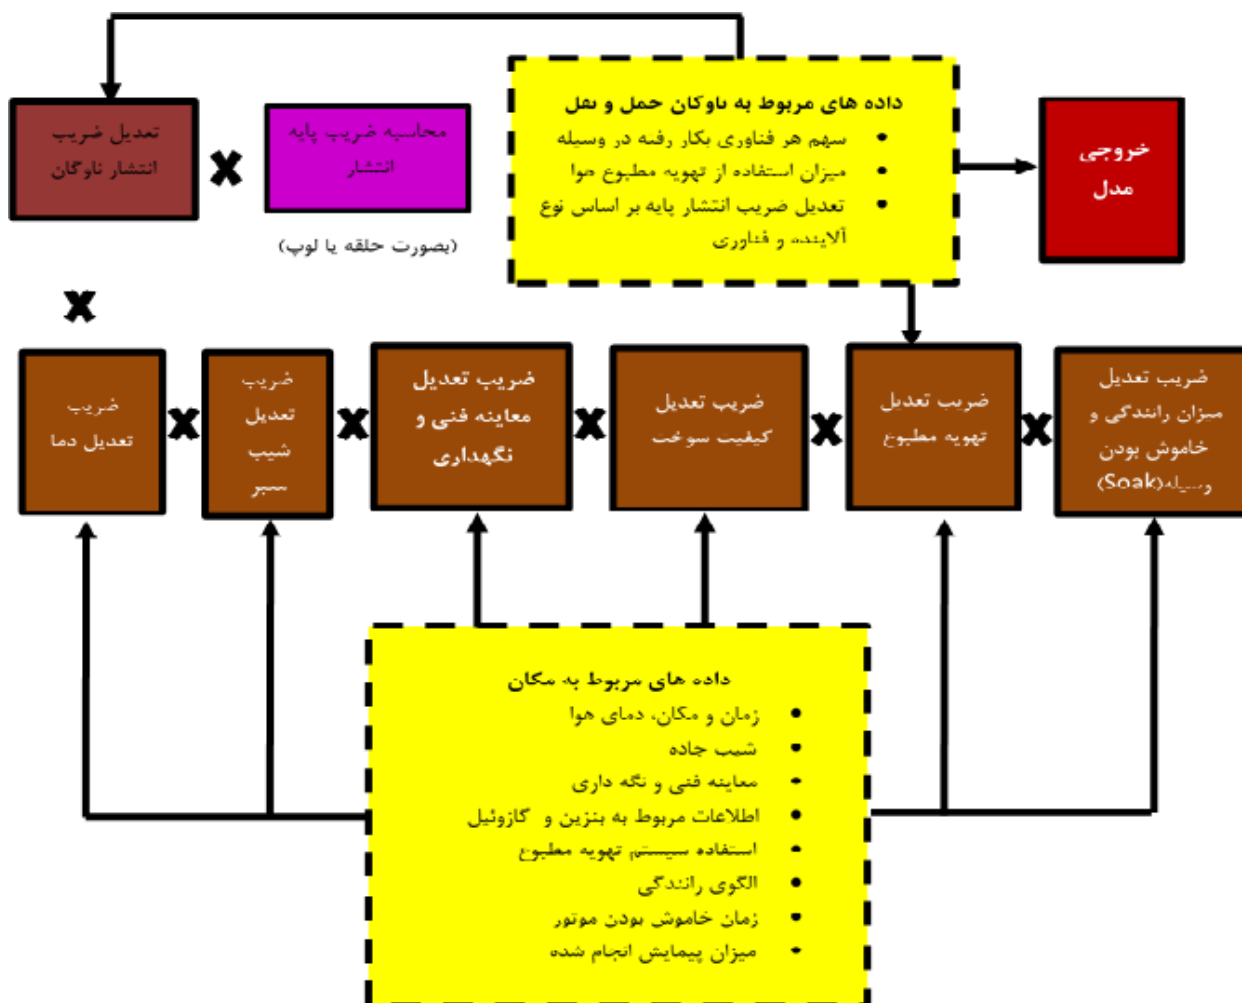 داده های مربوط به ناوگان حمل و نقل
سهم هر فناوری بکار رفته در وسیله
میزان استفاده از تهویه مطبوع هوا
تعدیل ضریب انتشار پایه بر اساس نوع
آلاینده و فناوری
خروجی
مدل
محاسبه ضریب پایه
انتشار
(بصورت حلقه یا لوپ)
تعدیل ضریب
انتشار ناوگان
ضریب تعدیل
میزان رانندگی و
خاموش بودن
وسیله(Soak)
ضریب تعدیل
تهویه مطبوع
ضریب تعدیل
کیفیت سوخت
ضریب تعدیل
معاینه فنی و
نگهداری
ضریب
تعدیل
شیب
ضریب
تعدیل دما
داده های مربوط به مکان
زمان و مکان، دمای هوا
شیب جاده
معاینه فنی و نگه داری
اطلاعات مربوط به بنزین و گازوئیل
استفاده سیستم تهویه مطبوع
الگوی رانندگی
زمان خاموش بودن موتور
میزان پیمایش انجام شده